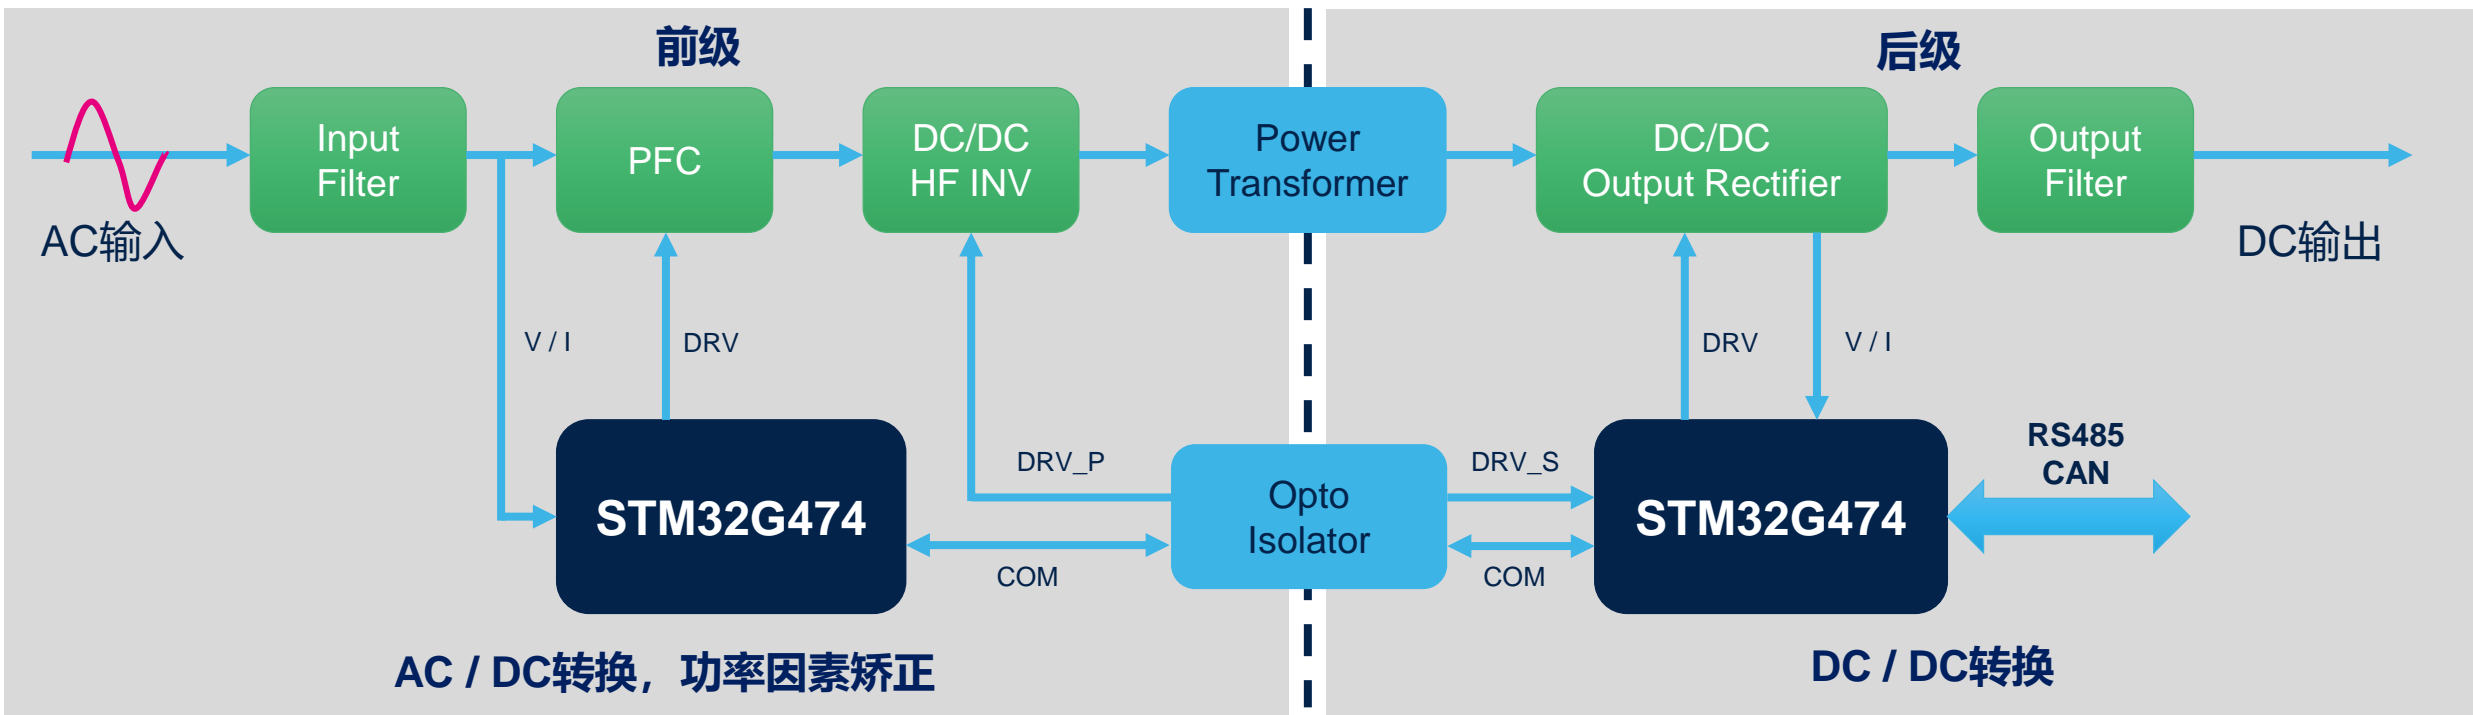 前级
后级
Input
Filter
PFC
DC/DC
HF INV
Power
Transformer
DC/DC
Output Rectifier
Output
Filter
AC输入
DC输出
V / I
DRV
DRV
V / I
DRV_P
DRV_S
RS485
CAN
STM32G474
Opto
Isolator
STM32G474
COM
COM
AC / DC转换，功率因素矫正
DC / DC转换